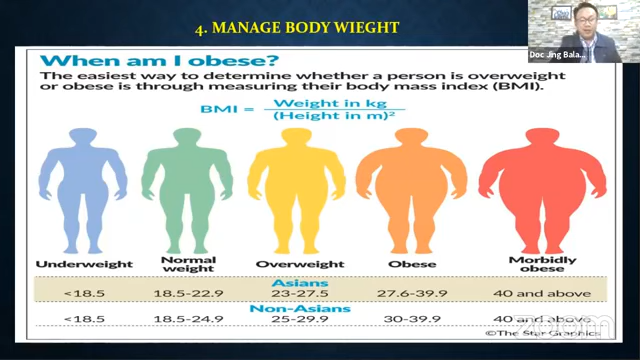 4. MANAGE BODY WIEGHT
Doc Jing Bala...
When am I obese?
The easiest way to determine whether a person is overweight
or obese is through measuring their body mass index (BMI).
BMI = Weight in kg
(Height in m)²
Underweight Normal weight Overweight Obese Morbidly obese
Asians
<18.5 18.5-22.9 23-27.5 27.6-39.9 40 and above
Non-Asians
<18.5 18.5-24.9 25-29.9 30-39.9 40 and above
©The Star Graphics
zoom